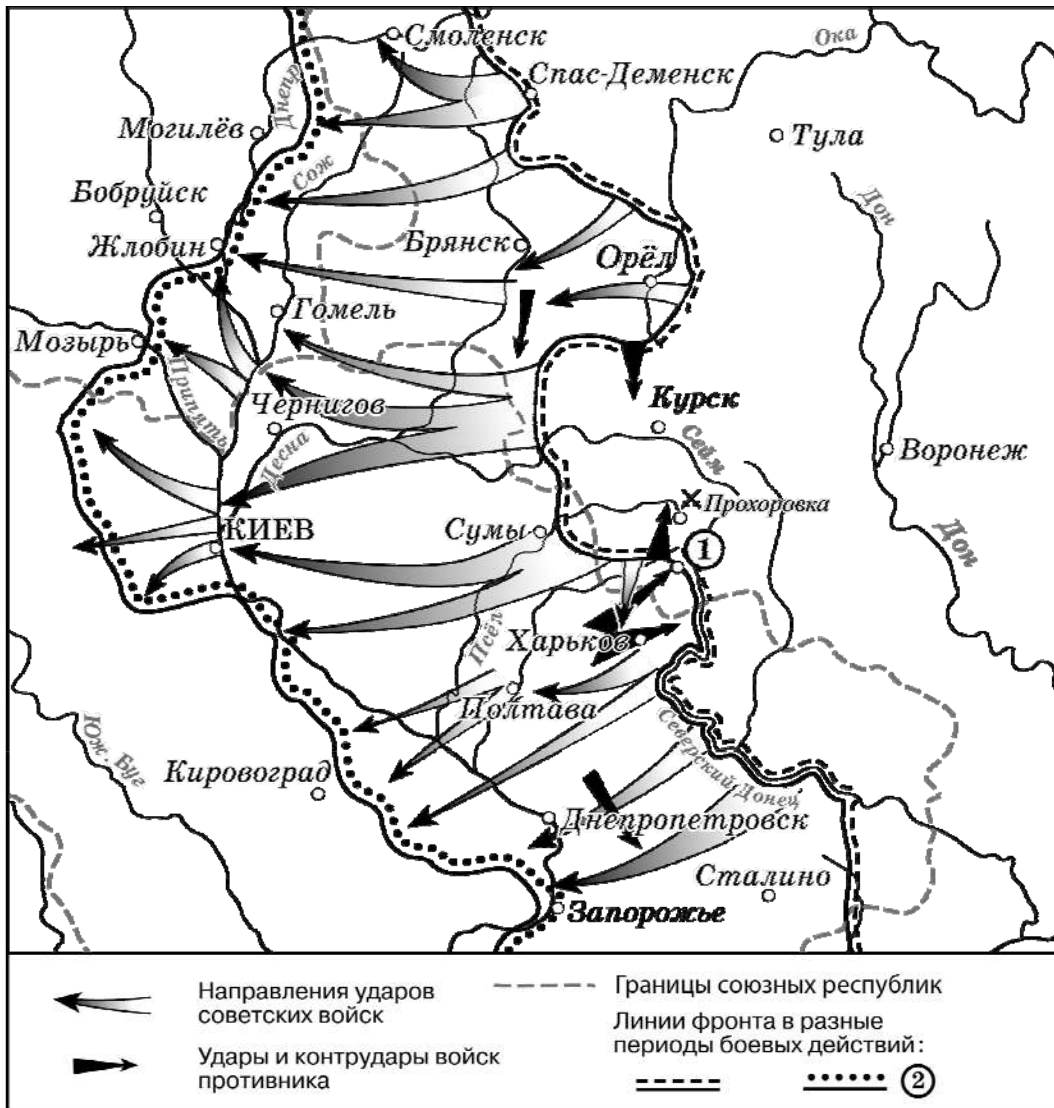 Смоленск
Ока
Спас-Деменск
Днепр
Могилёв
Тула
Сож
Бобруйск
Дон
Жлобин
Брянск
Орёл
Гомель
Мозырь
Припять
Чернигов
Курск
Десна
Сейм
Воронеж
Прохоровка
КИЕВ
Сумы
1
Дон
Псёл
Харьков
Полтава
Юж. Буг
Северский Донец
Кировоград
Днепропетровск
Сталино
Запорожье
Направления ударов
советских войск
Удары и контрудары войск
противника
Границы союзных республик
Линии фронта в разные
периоды боевых действий:
2